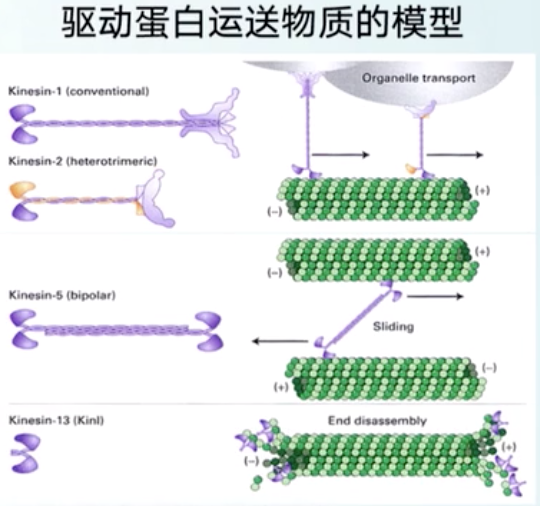 驱动蛋白运送物质的模型
Kinesin-1 (conventional)
Organelle transport
Kinesin-2 (heterotrimeric)
(+)
(-)
(+)
(-)
Kinesin-5 (bipolar)
Sliding
(-)
(+)
Kinesin-13 (KinI)
End disassembly
(+)
(-)